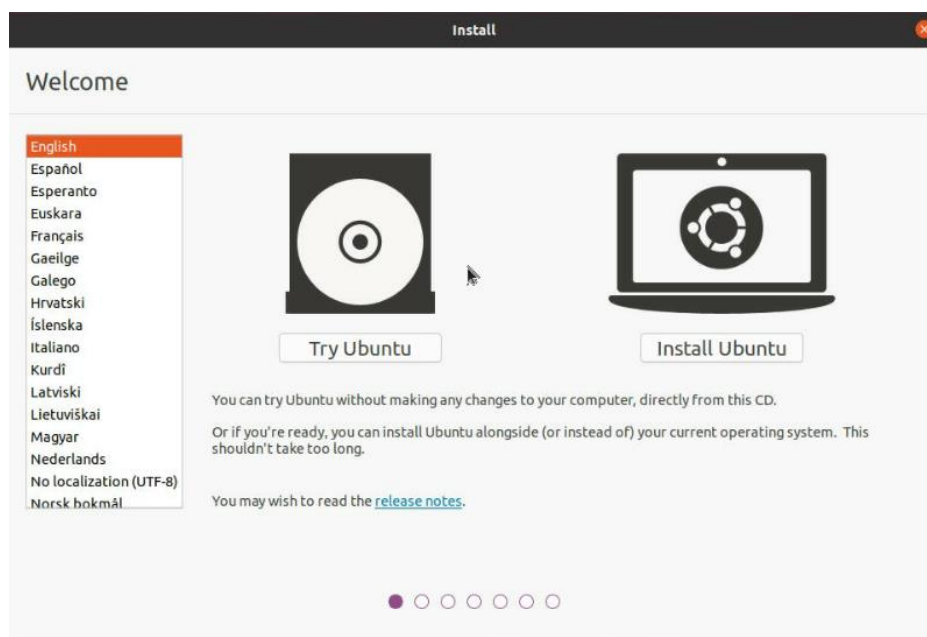 Install
Welcome
English
Español
Esperanto
Euskara
Français
Gaeilge
Galego
Hrvatski
Íslenska
Italiano
Kurdî
Latviski
Lietuviškai
Magyar
Nederlands
No localization (UTF-8)
Norsk bokmål
Try Ubuntu
Install Ubuntu
You can try Ubuntu without making any changes to your computer, directly from this CD.
Or if you're ready, you can install Ubuntu alongside (or instead of) your current operating system. This
shouldn't take too long.
You may wish to read the release notes.